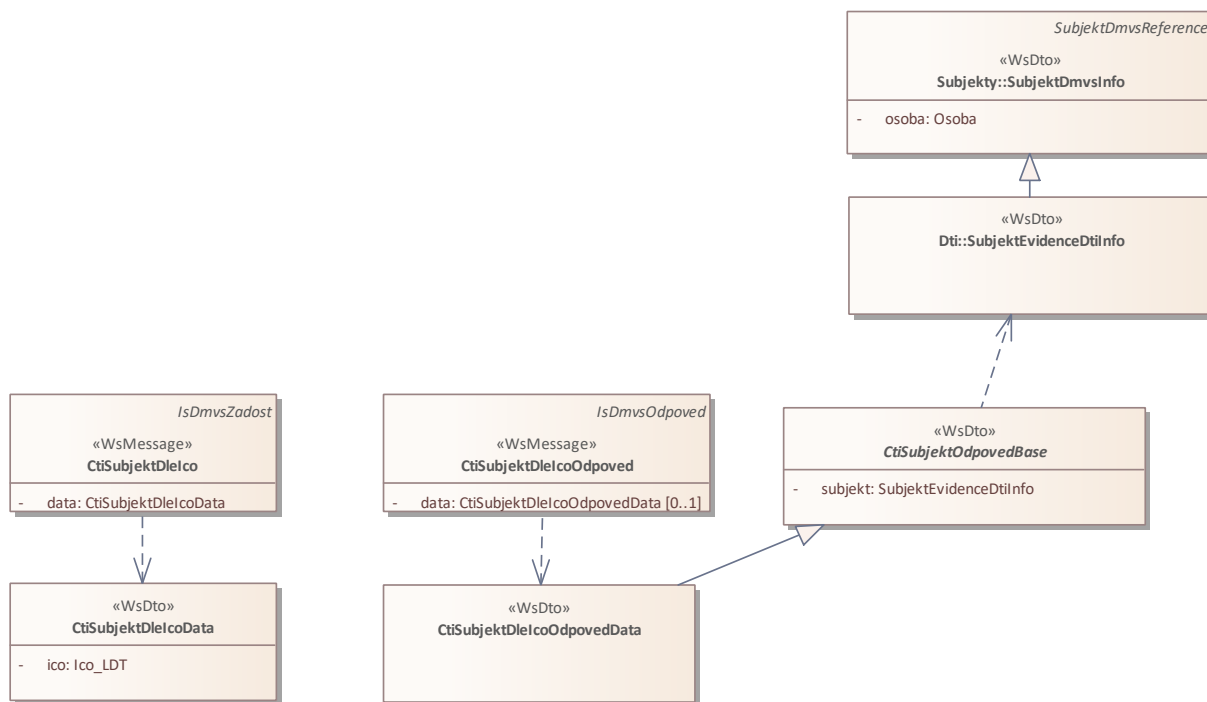 SubjektDmvsReference
«WsDto»
Subjekty::SubjektDmvsInfo
- osoba: Osoba
«WsDto»
Dti::SubjektEvidenceDtiInfo
IsDmvsZadost
«WsMessage»
CtiSubjektDleIco
- data: CtiSubjektDleIcoData
IsDmvsOdpoved
«WsMessage»
CtiSubjektDleIcoOdpoved
- data: CtiSubjektDleIcoOdpovedData [0..1]
«WsDto»
CtiSubjektOdpovedBase
- subjekt: SubjektEvidenceDtiInfo
«WsDto»
CtiSubjektDleIcoData
- ico: Ico_LDT
«WsDto»
CtiSubjektDleIcoOdpovedData